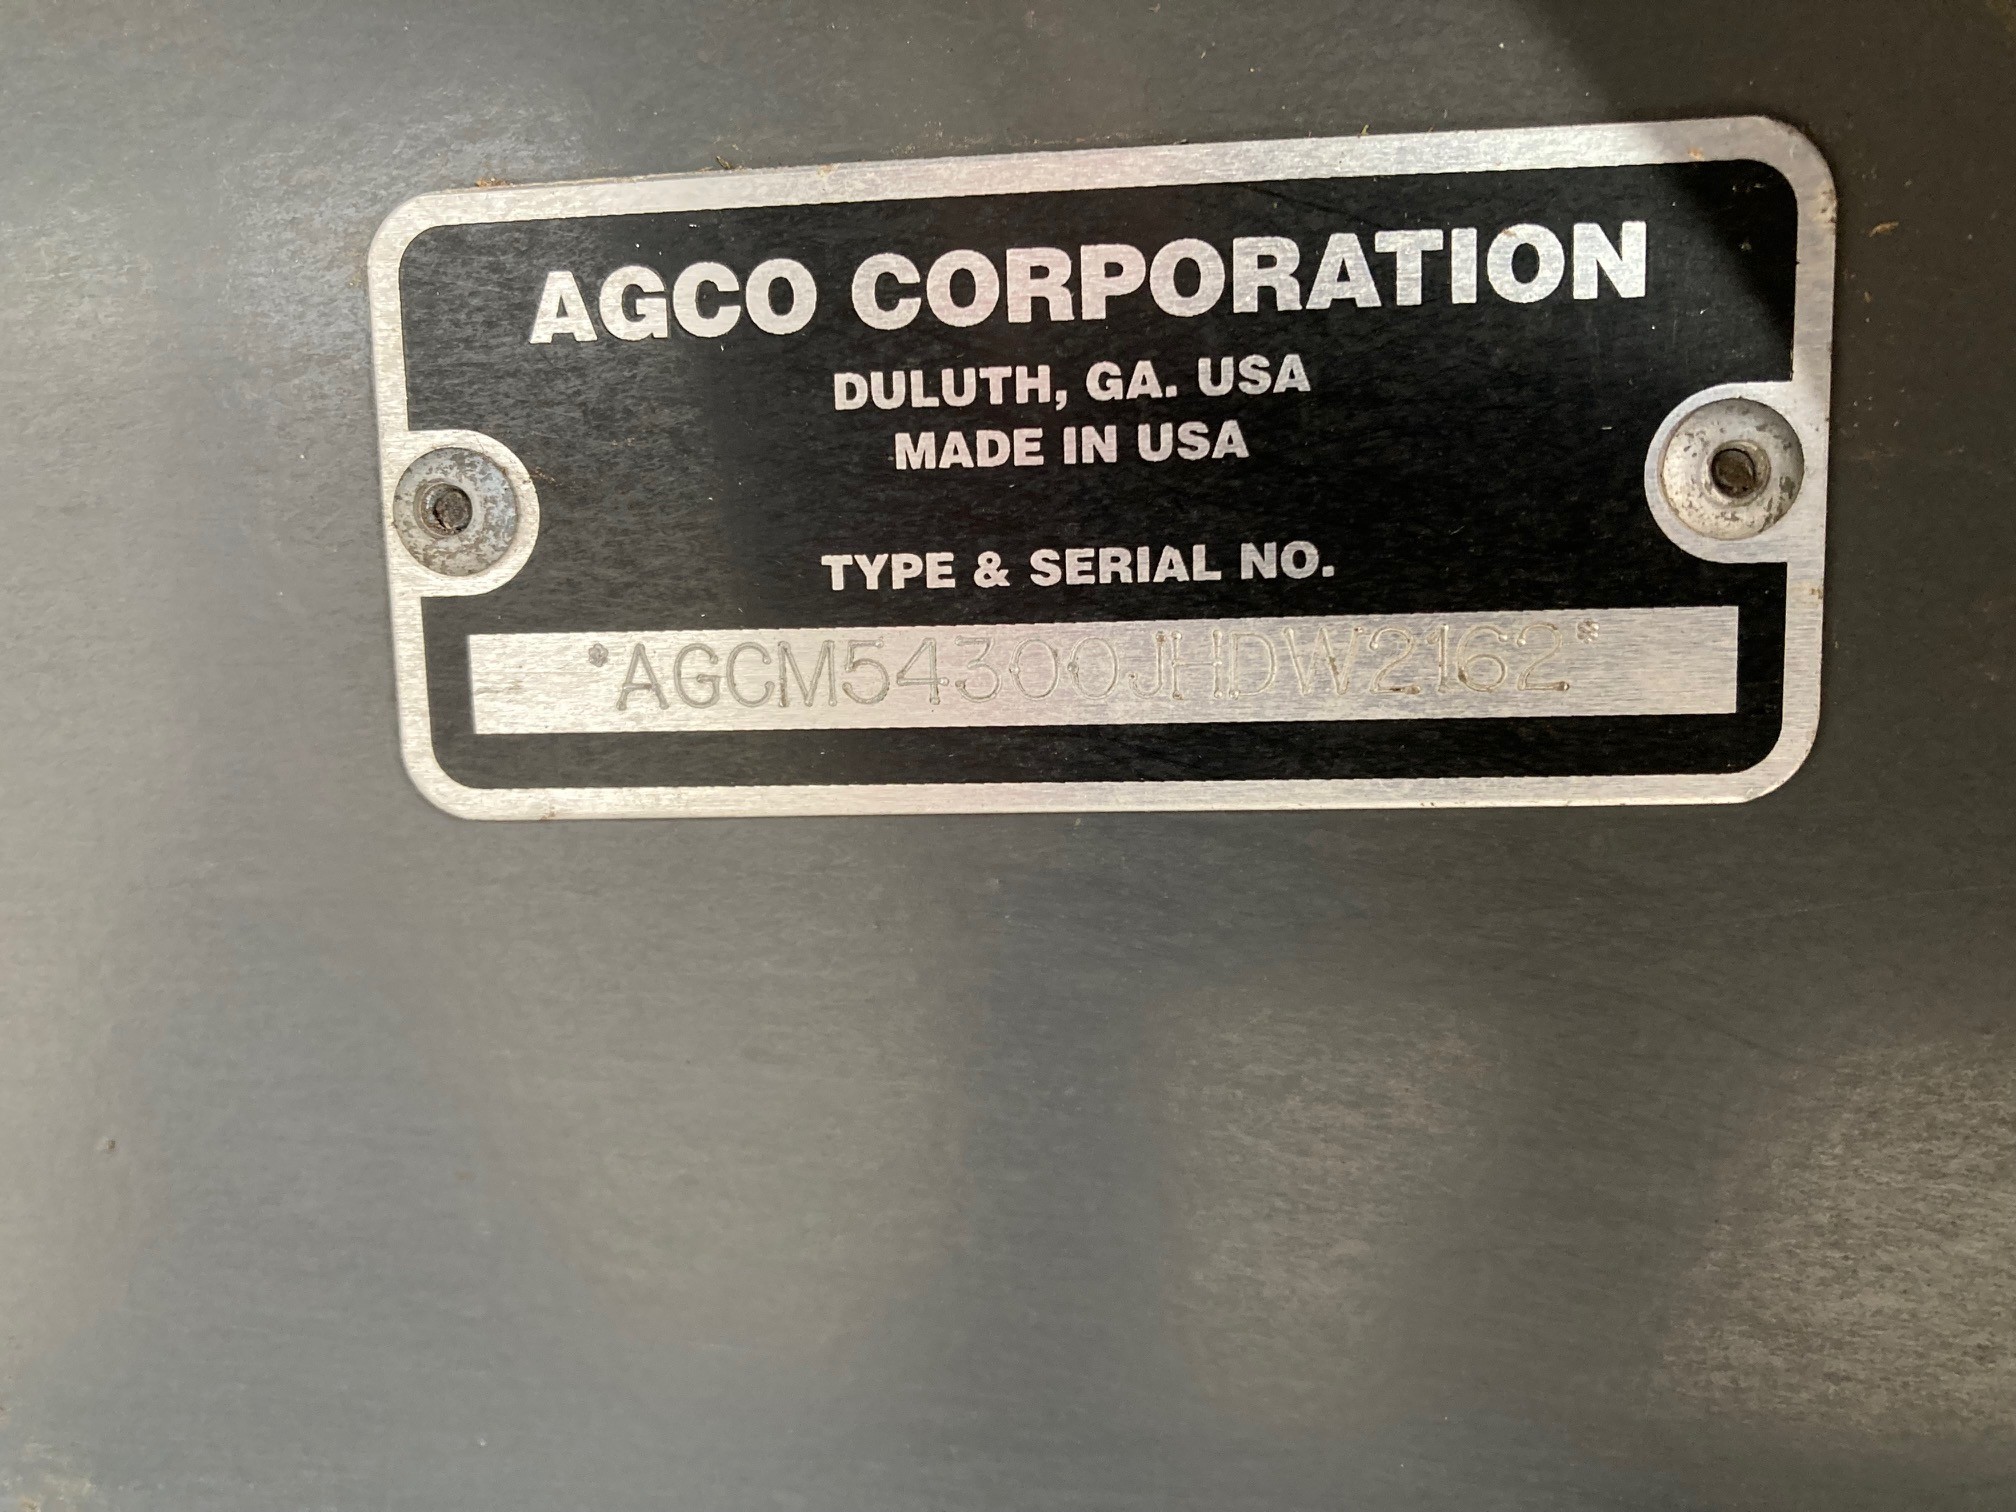 AGCO CORPORATION
DULUTH, GA. USA
MADE IN USA
TYPE & SERIAL NO.
*AGCM54300JHDW2162*